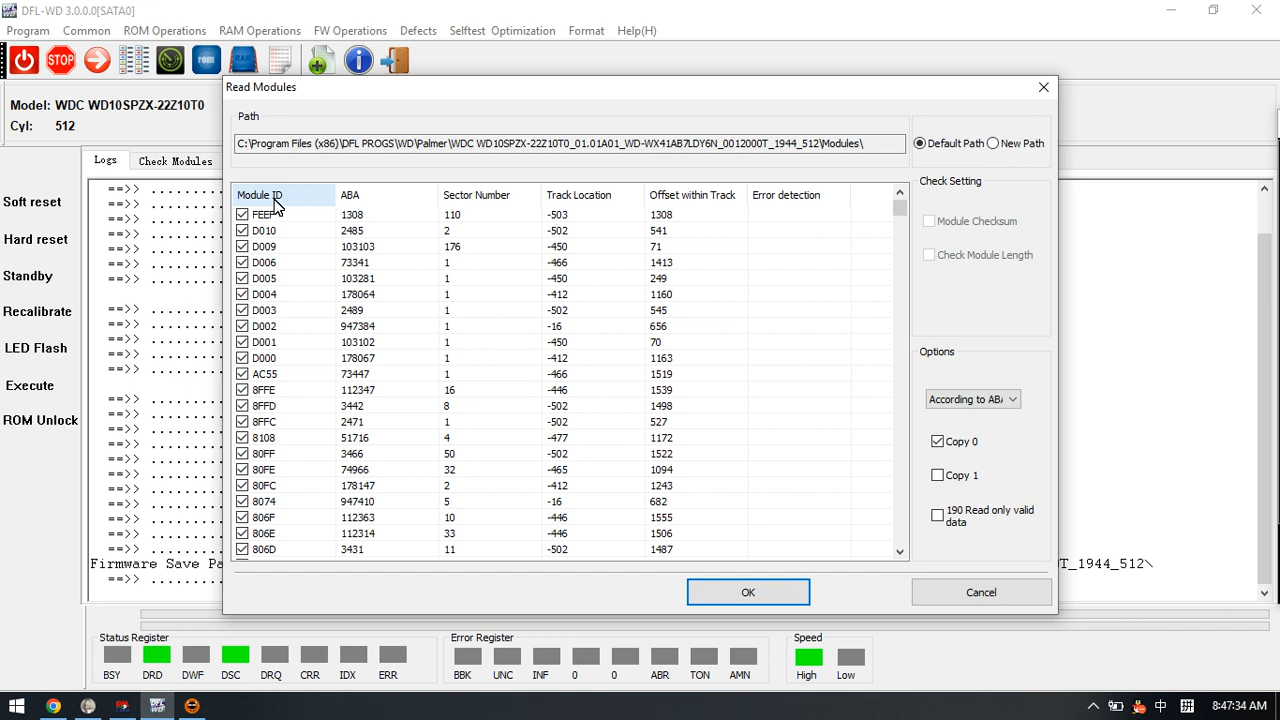 DFL-WD 3.0.0.0[SATA0]
Program Common ROM Operations RAM Operations FW Operations Defects Selftest Optimization Format Help(H)
STOP rom RAM
Model: WDC WD10SPZX-22Z10T0
Cyl: 512
Logs Check Modules
Soft reset
Hard reset
Standby
Recalibrate
LED Flash
Execute
ROM Unlock
Read Modules
Path
C:\Program Files (x86)\DFL PROGS\WD\Palmer\WDC WD10SPZX-22Z10T0_01.01A01_WD-WX41AB7LDY6N_0012000T_1944_512\Modules\
Default Path New Path
Module ID ABA Sector Number Track Location Offset within Track Error detection
FEEF 1308 110 -503 1308
D010 2485 2 -502 541
D009 103103 176 -450 71
D006 73341 1 -466 1413
D005 103281 1 -450 249
D004 178064 1 -412 1160
D003 2489 1 -502 545
D002 947384 1 -16 656
D001 103102 1 -450 70
D000 178067 1 -412 1163
AC55 73447 1 -466 1519
8FFE 112347 16 -446 1539
8FFD 3442 8 -502 1498
8FFC 2471 1 -502 527
8108 51716 4 -477 1172
80FF 3466 50 -502 1522
80FE 74966 32 -465 1094
80FC 178147 2 -412 1243
8074 947410 5 -16 682
806F 112363 10 -446 1555
806E 112314 33 -446 1506
806D 3431 11 -502 1487
Check Setting
Module Checksum
Check Module Length
Options
According to ABA
Copy 0
Copy 1
190 Read only valid
data
OK Cancel
==>> ..........
==>> ..........
==>> ..........
==>> ..........
==>> ..........
==>> ..........
==>> ..........
==>> ..........
==>> ..........
==>> ..........
==>> ..........
==>> ..........
Firmware Save Pa T_1944_512\
==>> ..........
Status Register Error Register Speed
BSY DRD DWF DSC DRQ CRR IDX ERR BBK UNC INF 0 0 ABR TON AMN High Low
WD 中 拼 8:47:34 AM